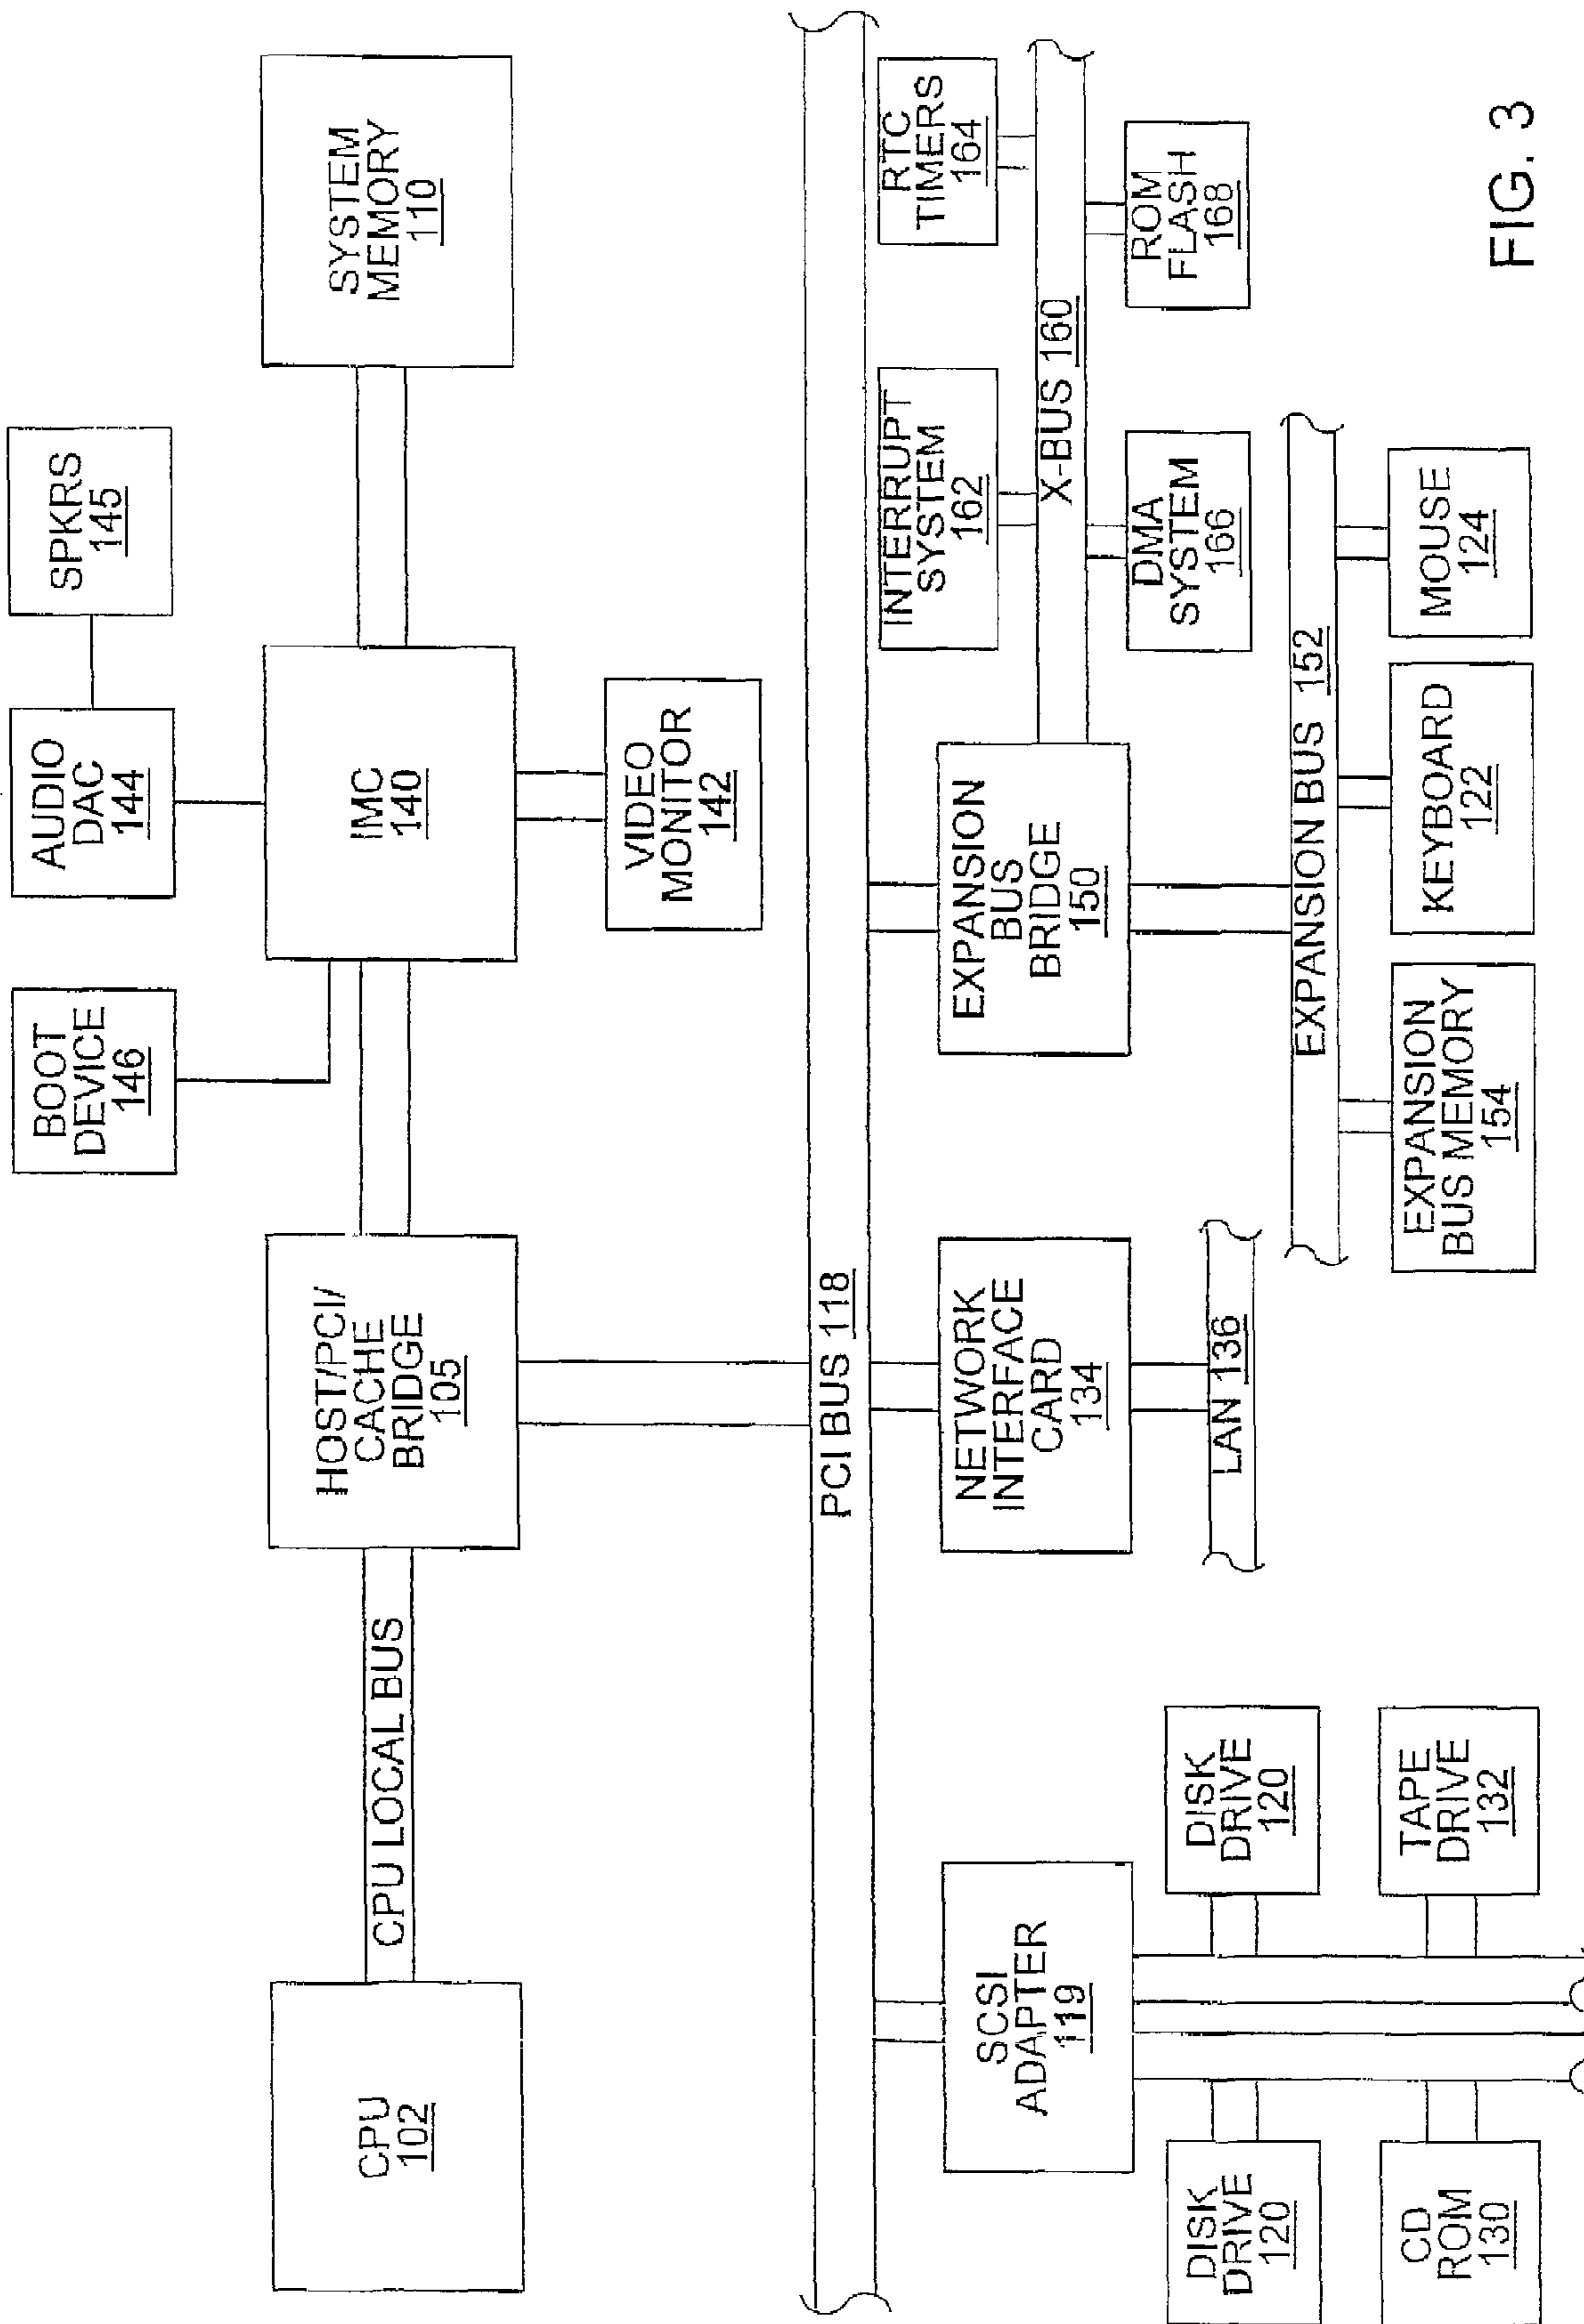 CPU
102
CPU LOCAL BUS
HOST/PCI/
CACHE
BRIDGE
105
BOOT
DEVICE
146
AUDIO
DAC
144
SPKRS
145
IMC
140
SYSTEM
MEMORY
110
VIDEO
MONITOR
142
PCI BUS 118
SCSI
ADAPTER
119
NETWORK
INTERFACE
CARD
134
EXPANSION
BUS
BRIDGE
150
INTERRUPT
SYSTEM
162
RTC
TIMERS
164
X-BUS 160
DMA
SYSTEM
166
ROM
FLASH
168
DISK
DRIVE
120
DISK
DRIVE
120
LAN 136
EXPANSION BUS 152
CD
ROM
130
TAPE
DRIVE
132
EXPANSION
BUS MEMORY
154
KEYBOARD
122
MOUSE
124
FIG. 3